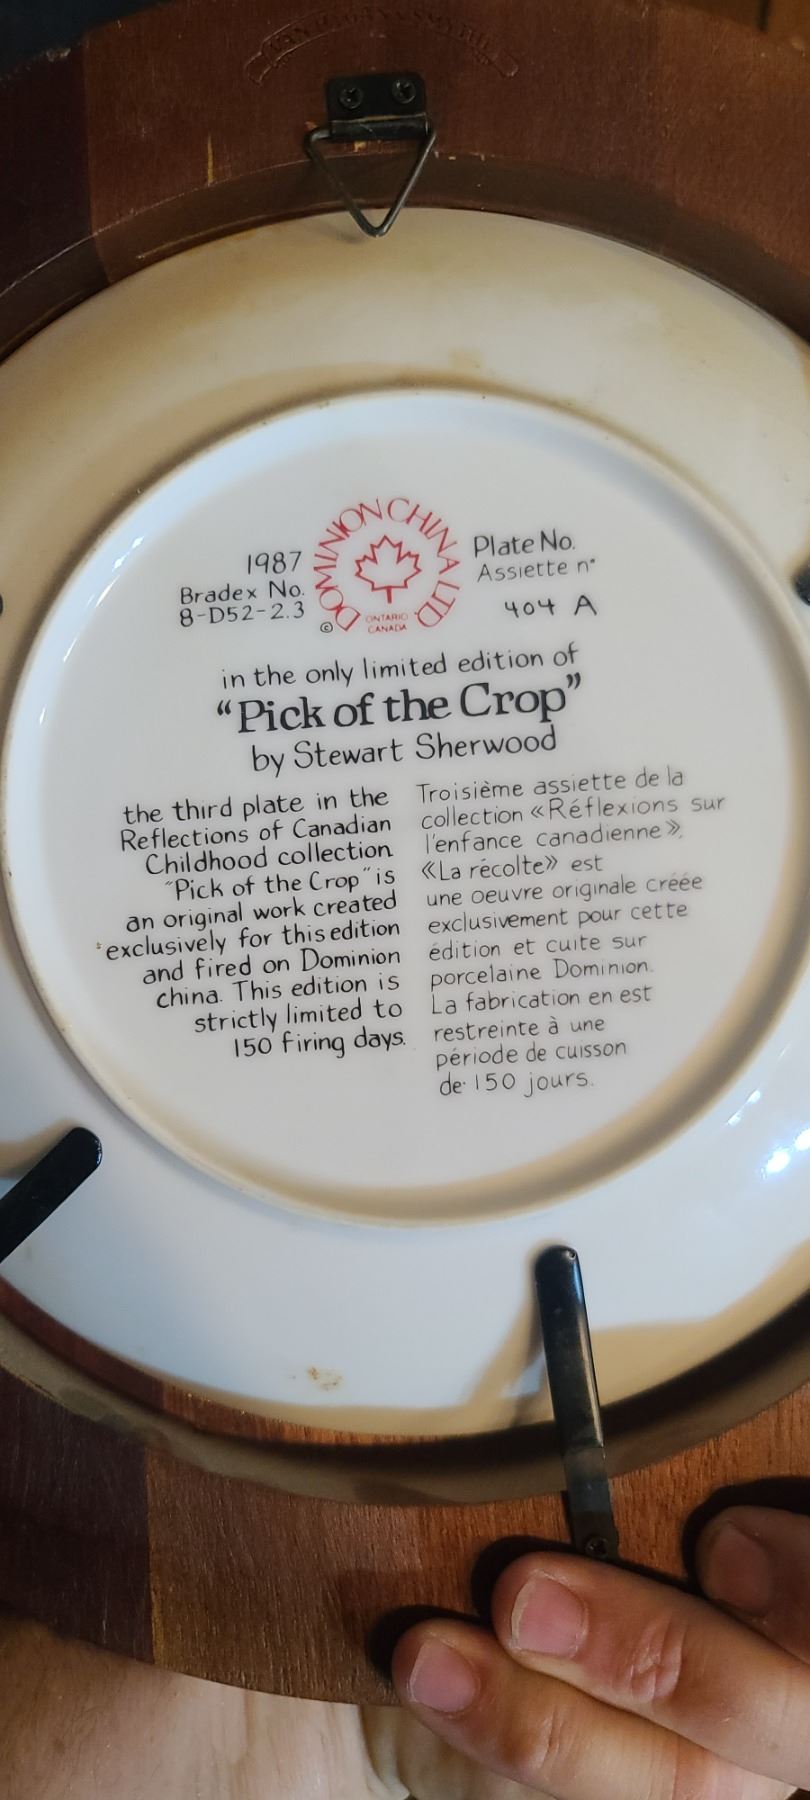 VAN HYGAN & SMYTHE
DOMINION CHINA LTD.
ONTARIO
CANADA
©
1987
Bradex No.
8-D52-2.3
Plate No.
Assiette n°
404 A
in the only limited edition of
“Pick of the Crop”
by Stewart Sherwood
the third plate in the
Reflections of Canadian
Childhood collection
“Pick of the Crop” is
an original work created
exclusively for this edition
and fired on Dominion
china. This edition is
strictly limited to
150 firing days.
Troisième assiette de la
collection «Réflexions sur
l'enfance canadienne»,
«La récolte» est
une oeuvre originale créée
exclusivement pour cette
édition et cuite sur
porcelaine Dominion.
La fabrication en est
restreinte à une
période de cuisson
de 150 jours.